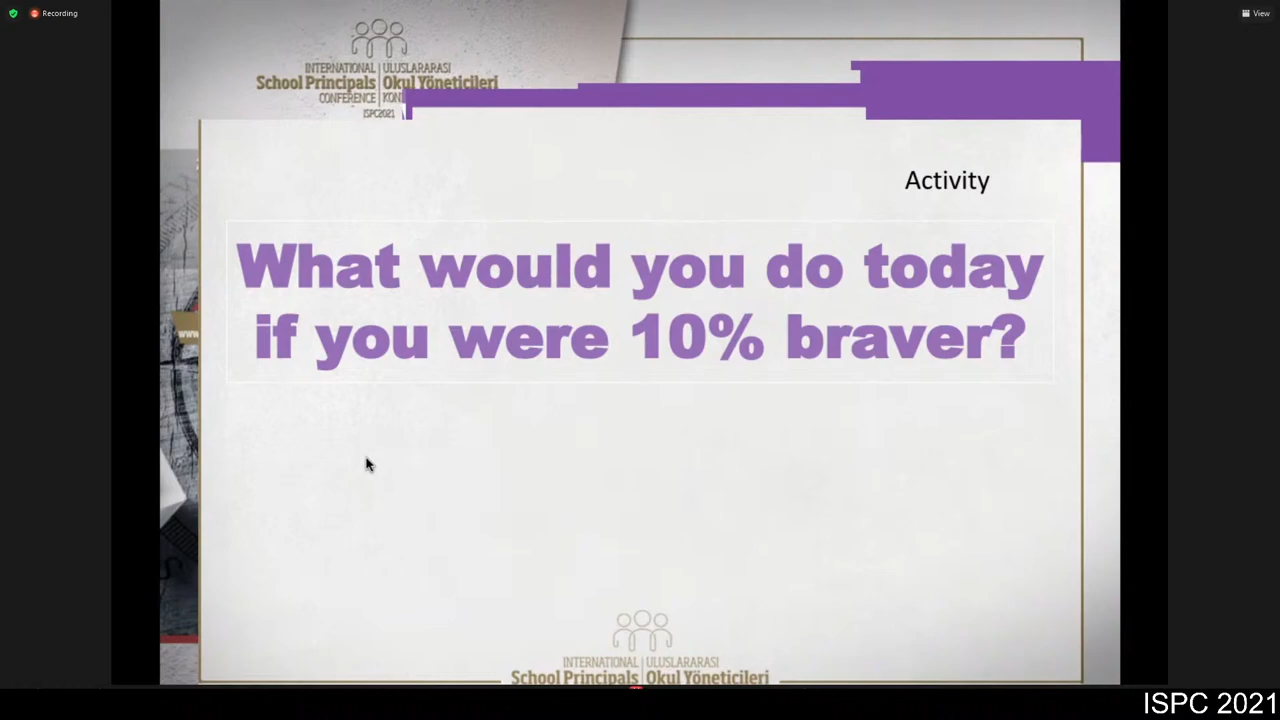 Recording
View
INTERNATIONAL ULUSLARARASI
School Principals Okul Yöneticileri
CONFERENCE
ISPC2021
Activity
What would you do today
if you were 10% braver?
INTERNATIONAL ULUSLARARASI
School Principals Okul Yöneticileri
ISPC 2021